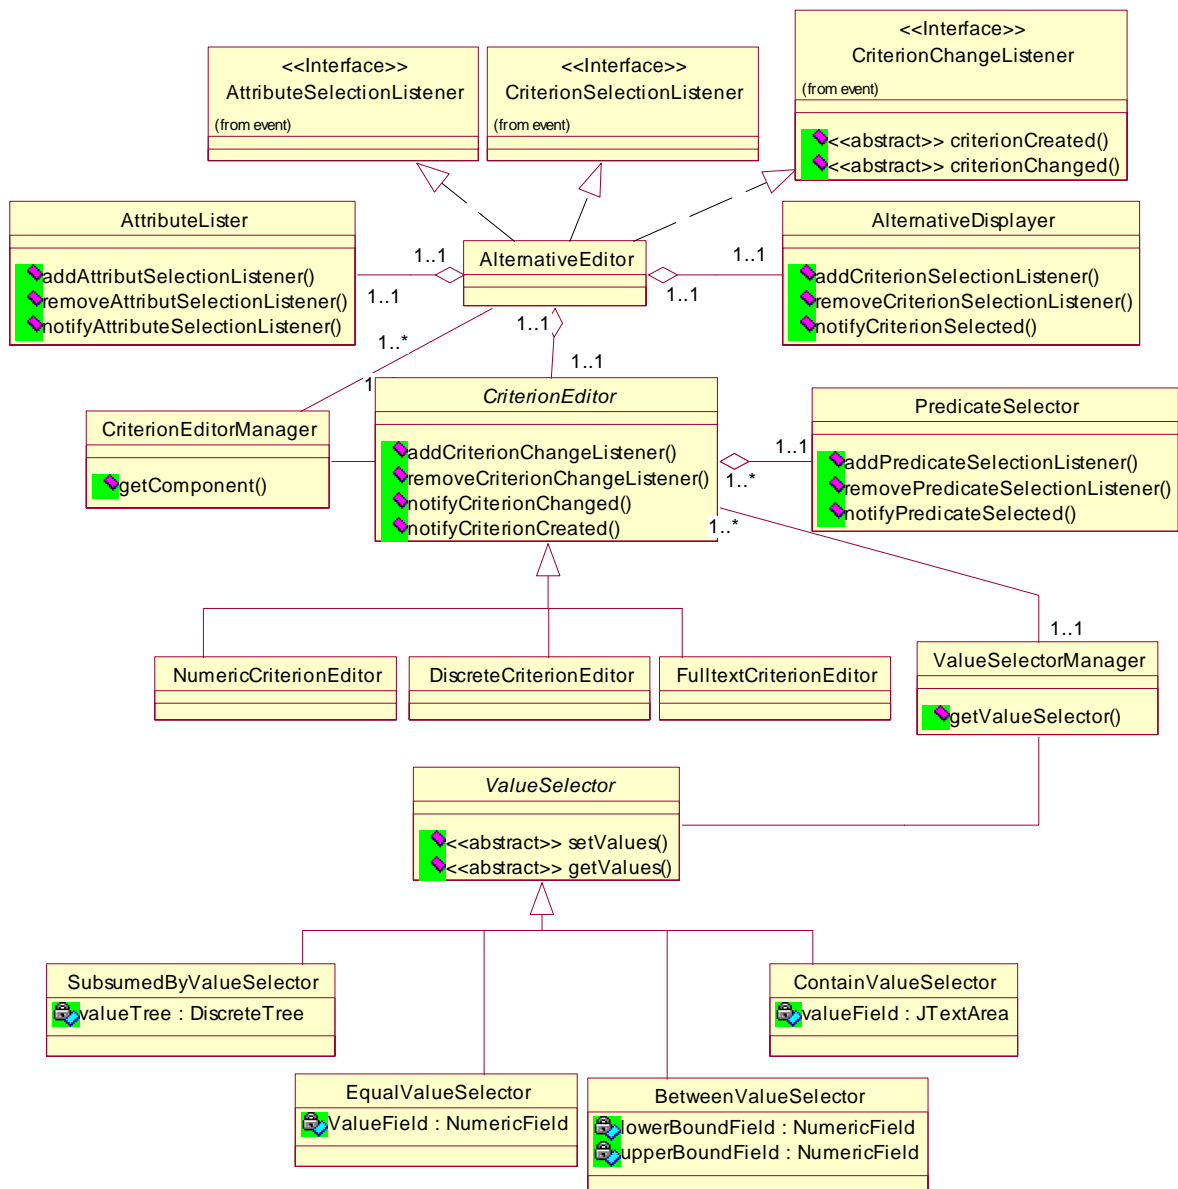 <<Interface>>
CriterionChangeListener
(from event)
<<abstract>> criterionCreated()
<<abstract>> criterionChanged()
<<Interface>>
AttributeSelectionListener
(from event)
<<Interface>>
CriterionSelectionListener
(from event)
AttributeLister
addAttributSelectionListener()
removeAttributSelectionListener()
notifyAttributeSelectionListener()
1..1
1..1
AlternativeEditor
1..1
1..1
AlternativeDisplayer
addCriterionSelectionListener()
removeCriterionSelectionListener()
notifyCriterionSelected()
1..1
1..1
1..*
1
CriterionEditorManager
getComponent()
CriterionEditor
addCriterionChangeListener()
removeCriterionChangeListener()
notifyCriterionChanged()
notifyCriterionCreated()
1..1
1..*
PredicateSelector
addPredicateSelectionListener()
removePredicateSelectionListener()
notifyPredicateSelected()
1..*
1..1
NumericCriterionEditor
DiscreteCriterionEditor
FulltextCriterionEditor
ValueSelectorManager
getValueSelector()
ValueSelector
<<abstract>> setValues()
<<abstract>> getValues()
SubsumedByValueSelector
valueTree : DiscreteTree
ContainValueSelector
valueField : JTextArea
EqualValueSelector
ValueField : NumericField
BetweenValueSelector
lowerBoundField : NumericField
upperBoundField : NumericField